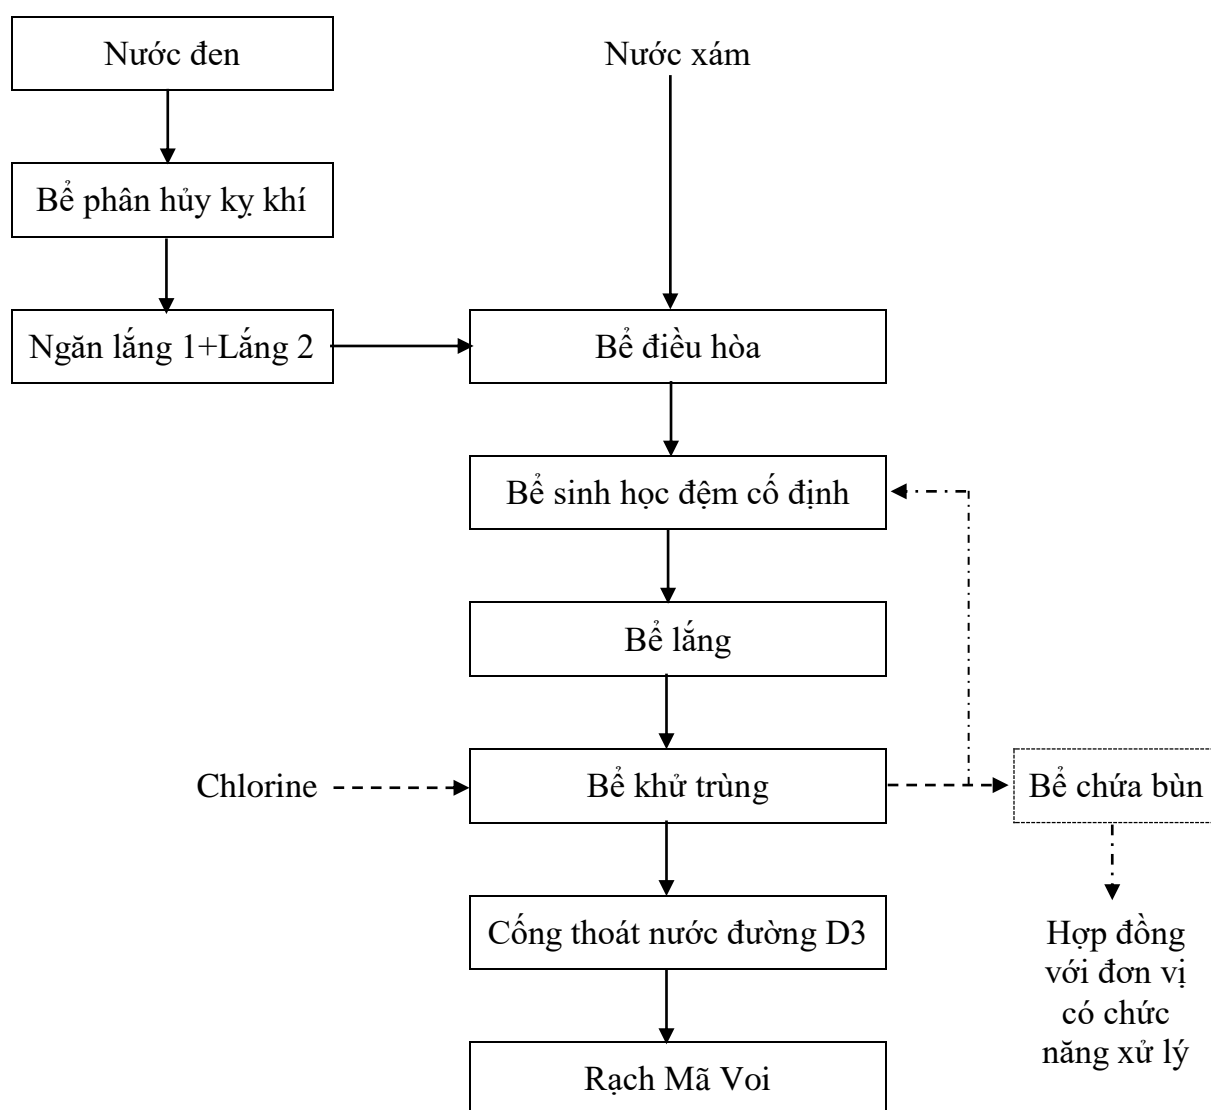 Nước đen
Nước xám
Bể phân hủy kỵ khí
Ngăn lắng 1+Lắng 2
Bể điều hòa
Bể sinh học đệm cố định
Bể lắng
Chlorine
Bể khử trùng
Bể chứa bùn
Cống thoát nước đường D3
Hợp đồng
với đơn vị
có chức
năng xử lý
Rạch Mã Voi